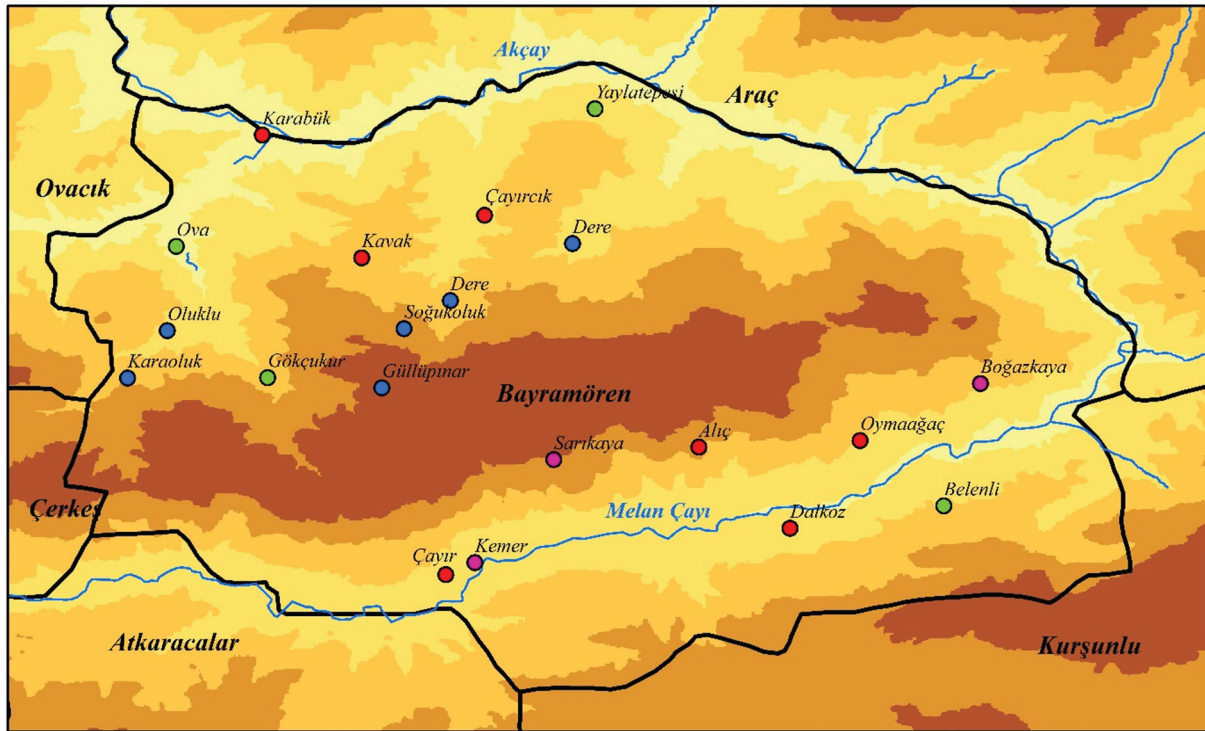 Akçay
Yaylatepesi
Araç
Karabük
Ovacık
Çayırcık
Ova
Kavak
Dere
Dere
Soğukoluk
Oluklu
Karaoluk
Gökçukur
Güllüpınar
Bayramören
Boğazkaya
Sarıkaya
Alıç
Oymaağaç
Çerkeş
Melan Çayı
Dalkoz
Belenli
Çayır
Kemer
Atkaracalar
Kurşunlu